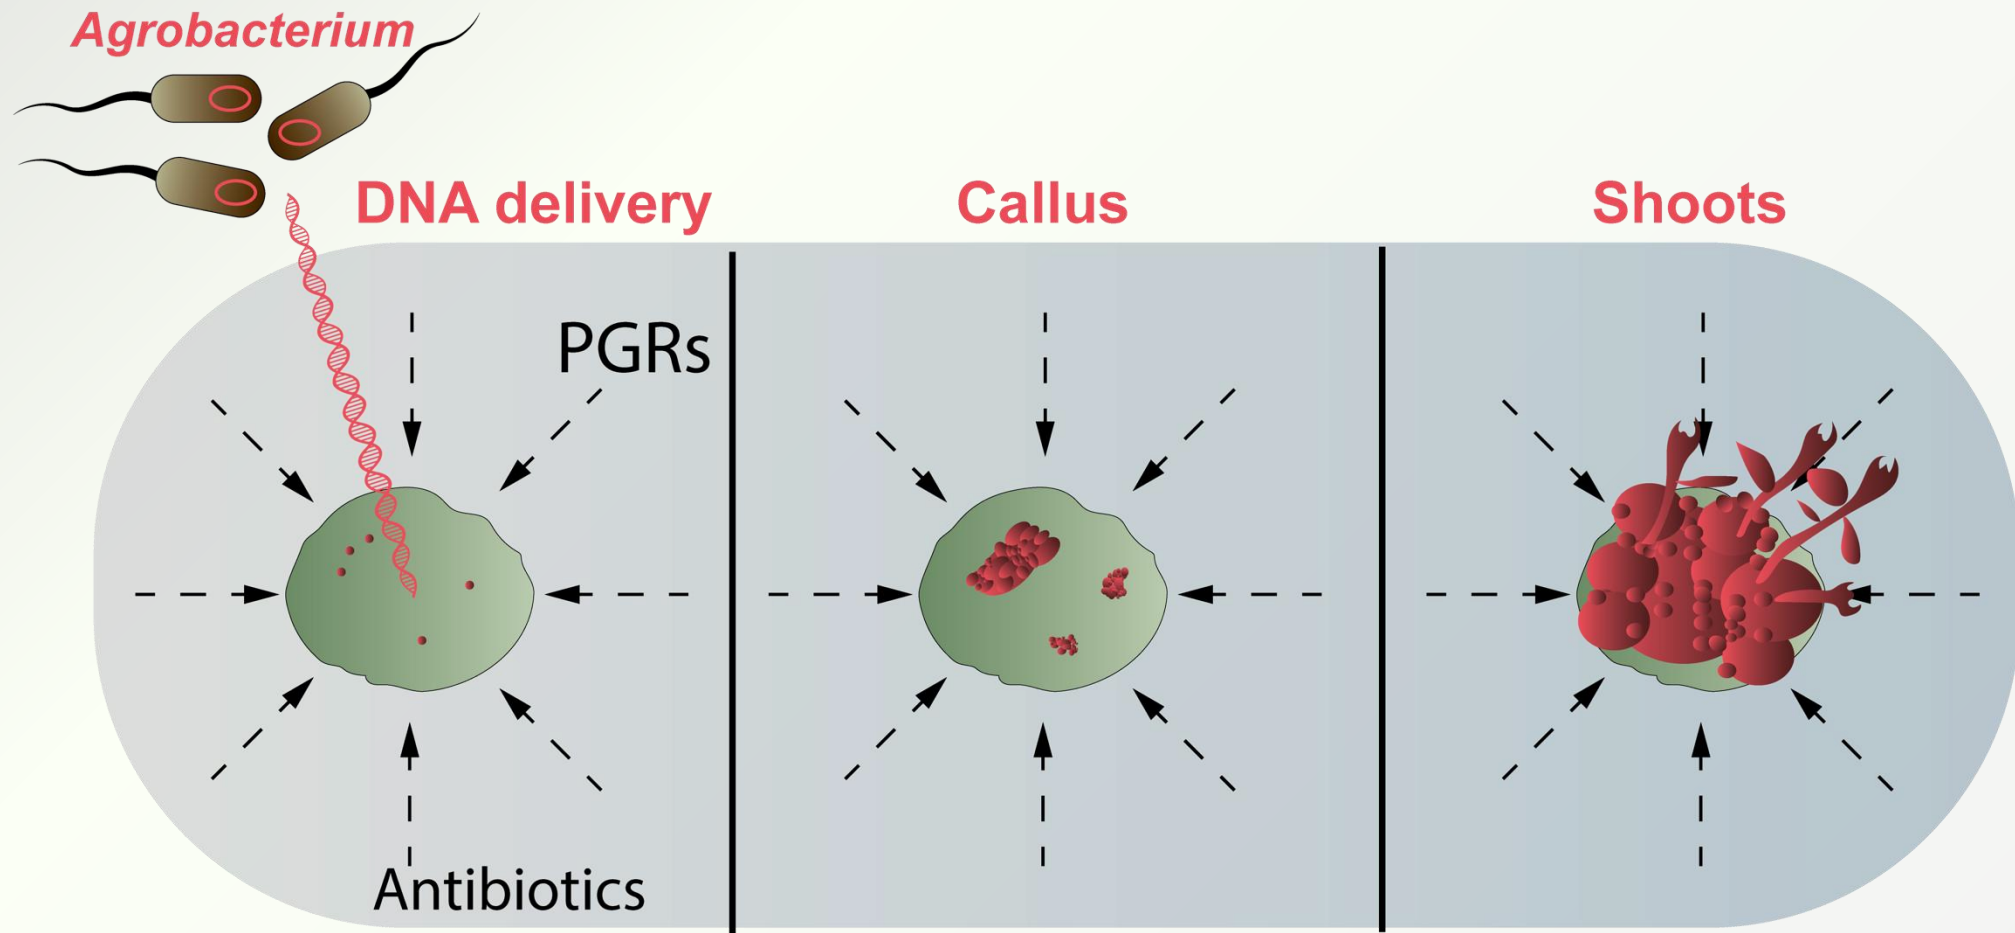 Agrobacterium
DNA delivery
Callus
Shoots
PGRs
Antibiotics